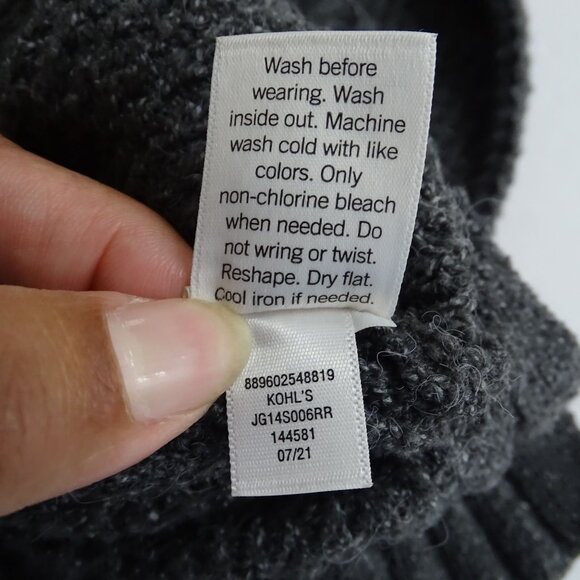 Wash before
wearing. Wash
inside out. Machine
wash cold with like
colors. Only
non-chlorine bleach
when needed. Do
not wring or twist.
Reshape. Dry flat.
Cool iron if needed.
889602548819
KOHL'S
JG14S006RR
144581
07/21